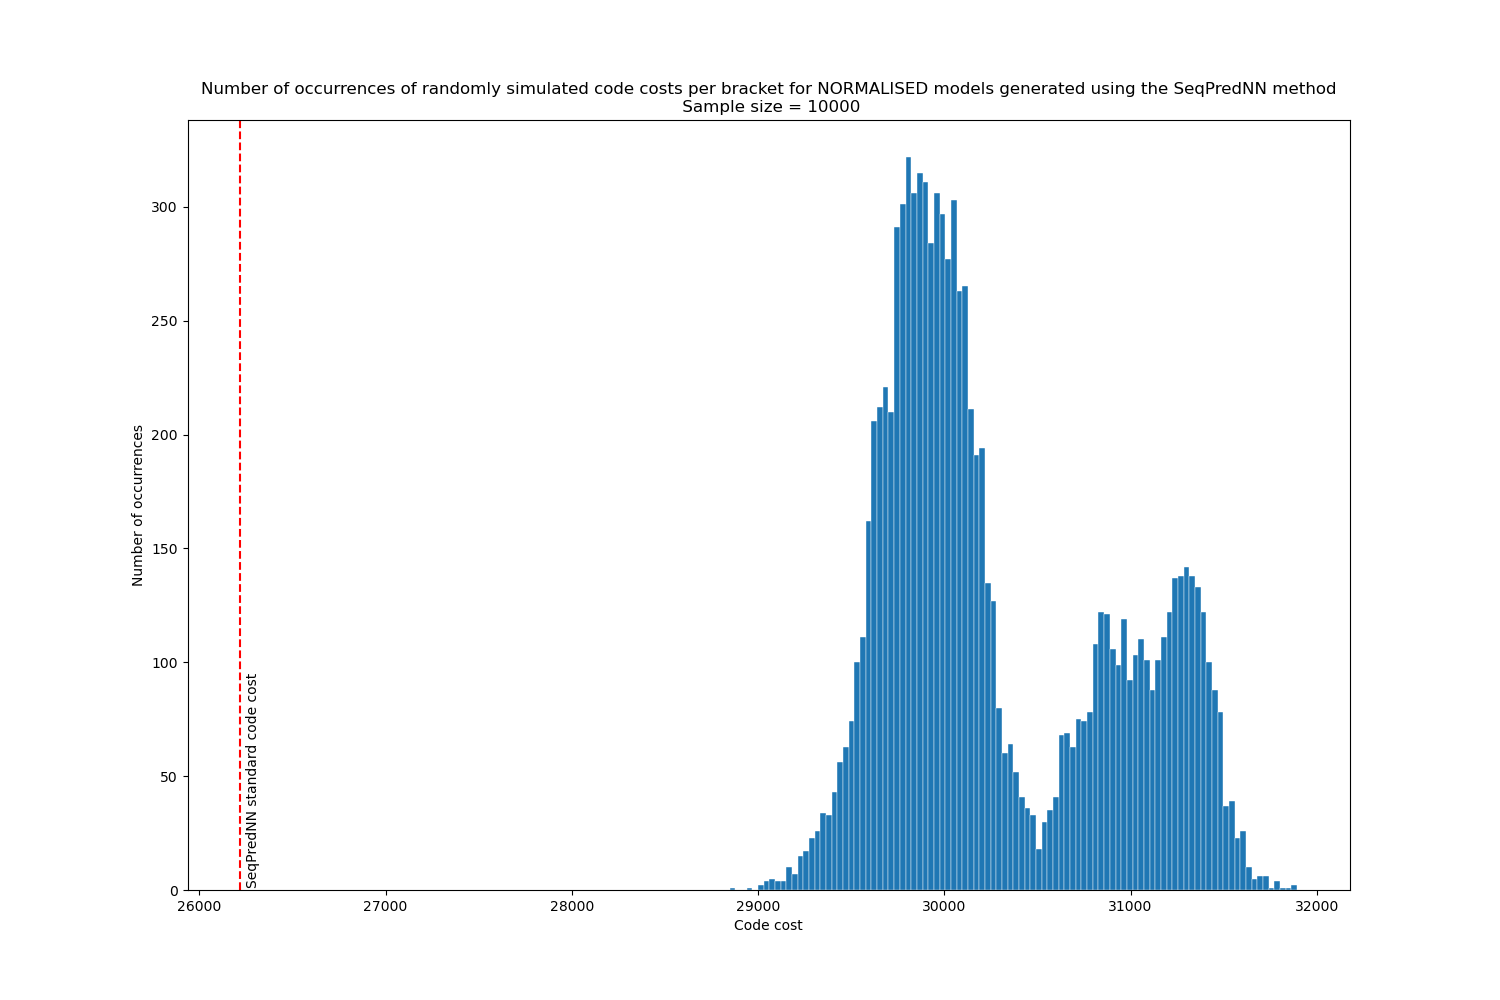 Number of occurrences of randomly simulated code costs per bracket for NORMALISED models generated using the SeqPredNN method
Sample size = 10000
Number of occurrences
300
250
200
150
100
50
0
SeqPredNN standard code cost
26000 27000 28000 29000 30000 31000 32000
Code cost